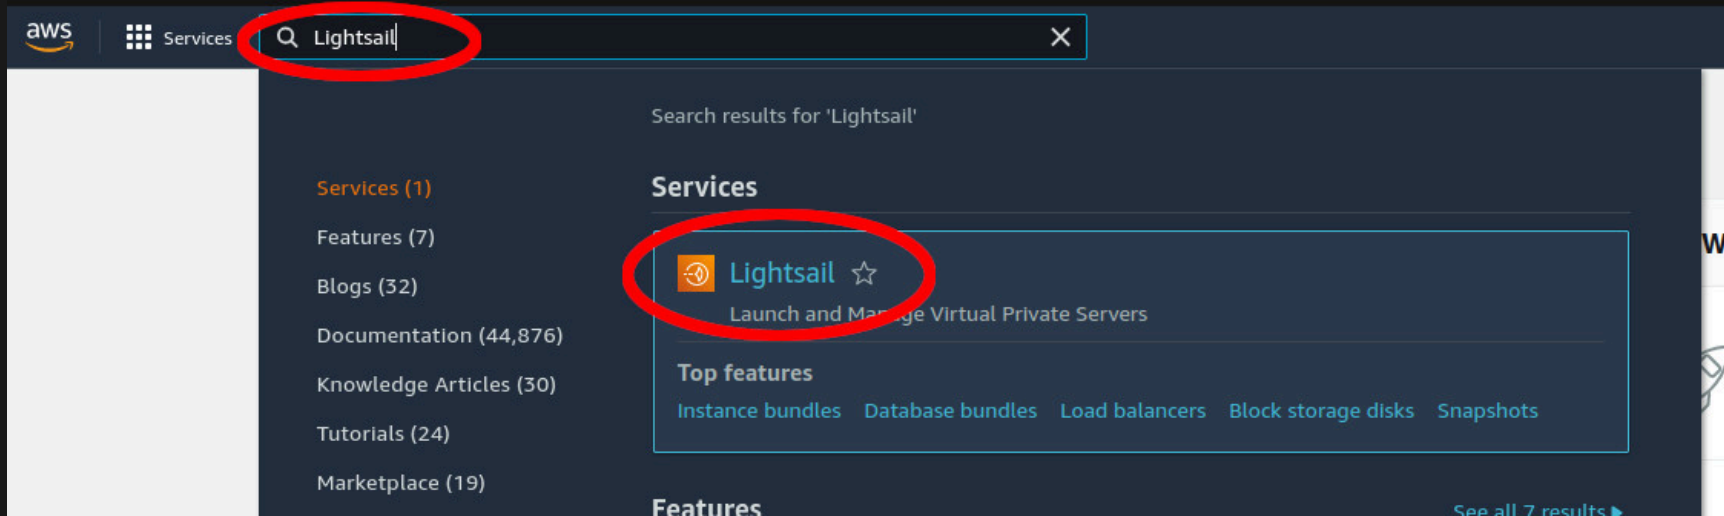 aws
Services
Lightsail
Search results for 'Lightsail'
Services (1)
Features (7)
Blogs (32)
Documentation (44,876)
Knowledge Articles (30)
Tutorials (24)
Marketplace (19)
Services
Lightsail
Launch and Manage Virtual Private Servers
Top features
Instance bundles Database bundles Load balancers Block storage disks Snapshots
Features
See all 7 results
W